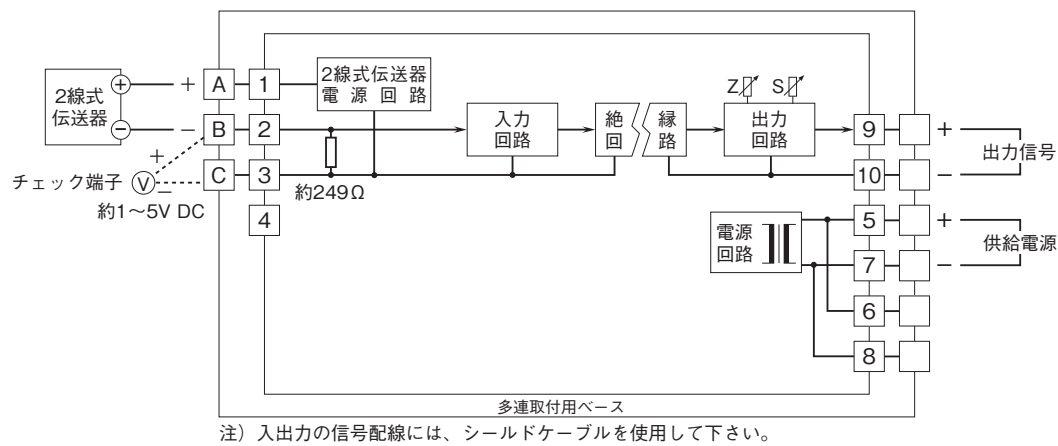 2線式
伝送器
+
−
+
−
A
B
C
1
2
3
4
2線式伝送器
電源回路
約249Ω
入力
回路
絶
回
縁
路
Z
S
出力
回路
9
10
+
−
出力信号
チェック端子
V
+
−
約1〜5V DC
電源
回路
5
7
6
8
+
−
供給電源
多連取付用ベース
注）入出力の信号配線には、シールドケーブルを使用して下さい。